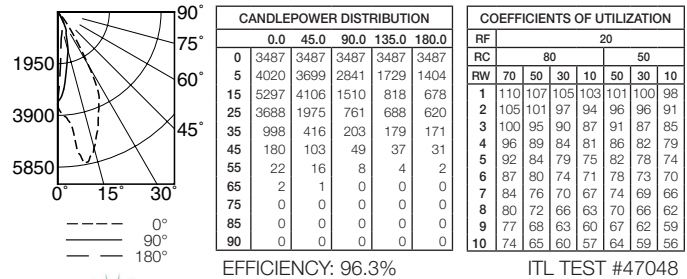 90°
75°
60°
45°
1950
3900
5850
0° 15° 30°
0°
90°
180°
CANDLEPOWER DISTRIBUTION
0.0 45.0 90.0 135.0 180.0
0 3487 3487 3487 3487 3487
5 4020 3699 2841 1729 1404
15 5297 4106 1510 818 678
25 3688 1975 761 688 620
35 998 416 203 179 171
45 180 103 49 37 31
55 22 16 8 4 2
65 2 1 0 0 0
75 0 0 0 0 0
85 0 0 0 0 0
90 0 0 0 0 0
EFFICIENCY: 96.3%
COEFFICIENTS OF UTILIZATION
RF 20
RC 80 50
RW 70 50 30 10 50 30 10
1 110 107 105 103 101 100 98
2 105 101 97 94 96 96 91
3 100 95 90 87 91 87 85
4 96 89 84 81 86 82 79
5 92 84 79 75 82 78 74
6 87 80 74 71 78 73 70
7 84 76 70 67 74 69 66
8 80 72 66 63 70 66 62
9 77 68 63 60 67 62 59
10 74 65 60 57 64 59 56
ITL TEST #47048